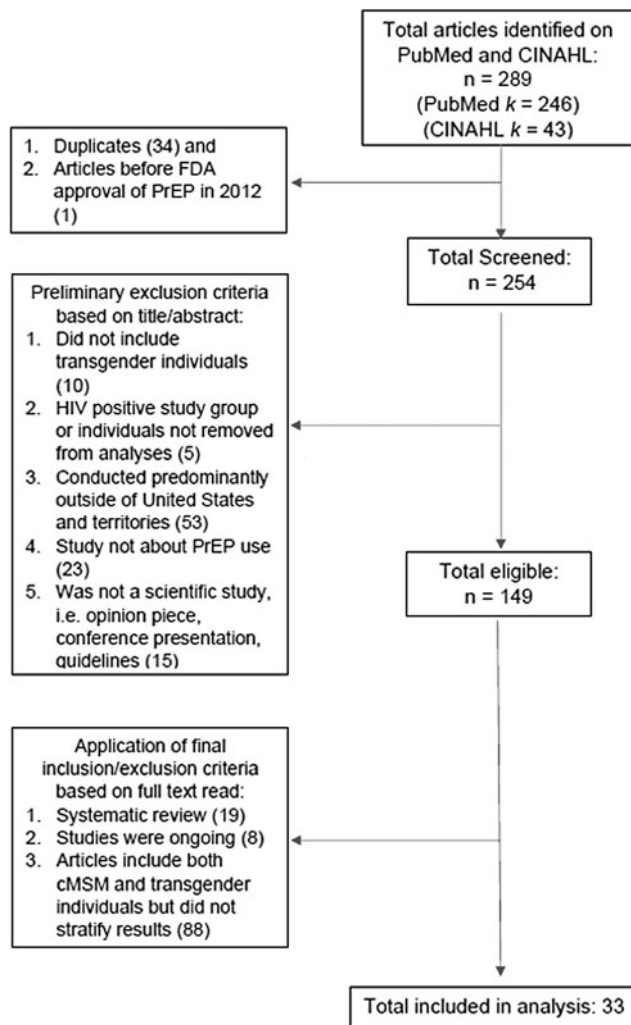 Total articles identified on
PubMed and CINAHL:
n = 289
(PubMed k = 246)
(CINAHL k = 43)
1. Duplicates (34) and
2. Articles before FDA
approval of PrEP in 2012
(1)
Total Screened:
n = 254
Preliminary exclusion criteria
based on title/abstract:
1. Did not include
transgender individuals
(10)
2. HIV positive study group
or individuals not removed
from analyses (5)
3. Conducted predominantly
outside of United States
and territories (53)
4. Study not about PrEP use
(23)
5. Was not a scientific study,
i.e. opinion piece,
conference presentation,
guidelines (15)
Total eligible:
n = 149
Application of final
inclusion/exclusion criteria
based on full text read:
1. Systematic review (19)
2. Studies were ongoing (8)
3. Articles include both
cMSM and transgender
individuals but did not
stratify results (88)
Total included in analysis: 33